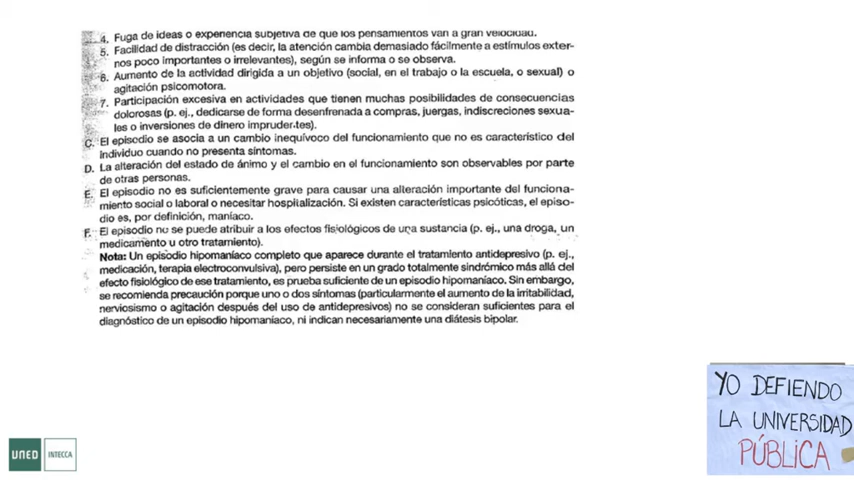 4. Fuga de ideas o experiencia subjetiva de que los pensamientos van a gran velocidad.
5. Facilidad de distracción (es decir, la atención cambia demasiado fácilmente a estímulos exter-
nos poco importantes o irrelevantes), según se informa o se observa.
6. Aumento de la actividad dirigida a un objetivo (social, en el trabajo o la escuela, o sexual) o
agitación psicomotora.
7. Participación excesiva en actividades que tienen muchas posibilidades de consecuencias
dolorosas (p. ej., dedicarse de forma desenfrenada a compras, juergas, indiscreciones sexua-
les o inversiones de dinero imprudentes).
C. El episodio se asocia a un cambio inequívoco del funcionamiento que no es característico del
individuo cuando no presenta síntomas.
D. La alteración del estado de ánimo y el cambio en el funcionamiento son observables por parte
de otras personas.
E. El episodio no es suficientemente grave para causar una alteración importante del funciona-
miento social o laboral o necesitar hospitalización. Si existen características psicóticas, el episo-
dio es, por definición, maníaco.
F. El episodio no se puede atribuir a los efectos fisiológicos de una sustancia (p. ej., una droga, un
medicamento u otro tratamiento).
Nota: Un episodio hipomaníaco completo que aparece durante el tratamiento antidepresivo (p. ej.,
medicación, terapia electroconvulsiva), pero persiste en un grado totalmente sindrómico más allá del
efecto fisiológico de ese tratamiento, es prueba suficiente de un episodio hipomaníaco. Sin embargo,
se recomienda precaución porque uno o dos síntomas (particularmente el aumento de la irritabilidad,
nerviosismo o agitación después del uso de antidepresivos) no se consideran suficientes para el
diagnóstico de un episodio hipomaníaco, ni indican necesariamente una diátesis bipolar.
YO DEFIENDO
LA UNIVERSIDAD
PÚBLICA
UNED INTECCA